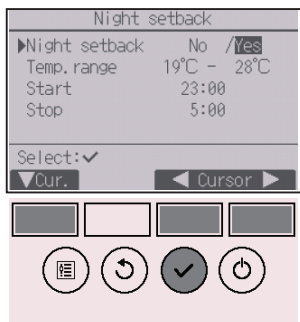 Night setback
▶Night setback No /Yes
Temp.range 19℃ - 28℃
Start 23:00
Stop 5:00
Select:✓
▼Cur. ◀ Cursor ▶